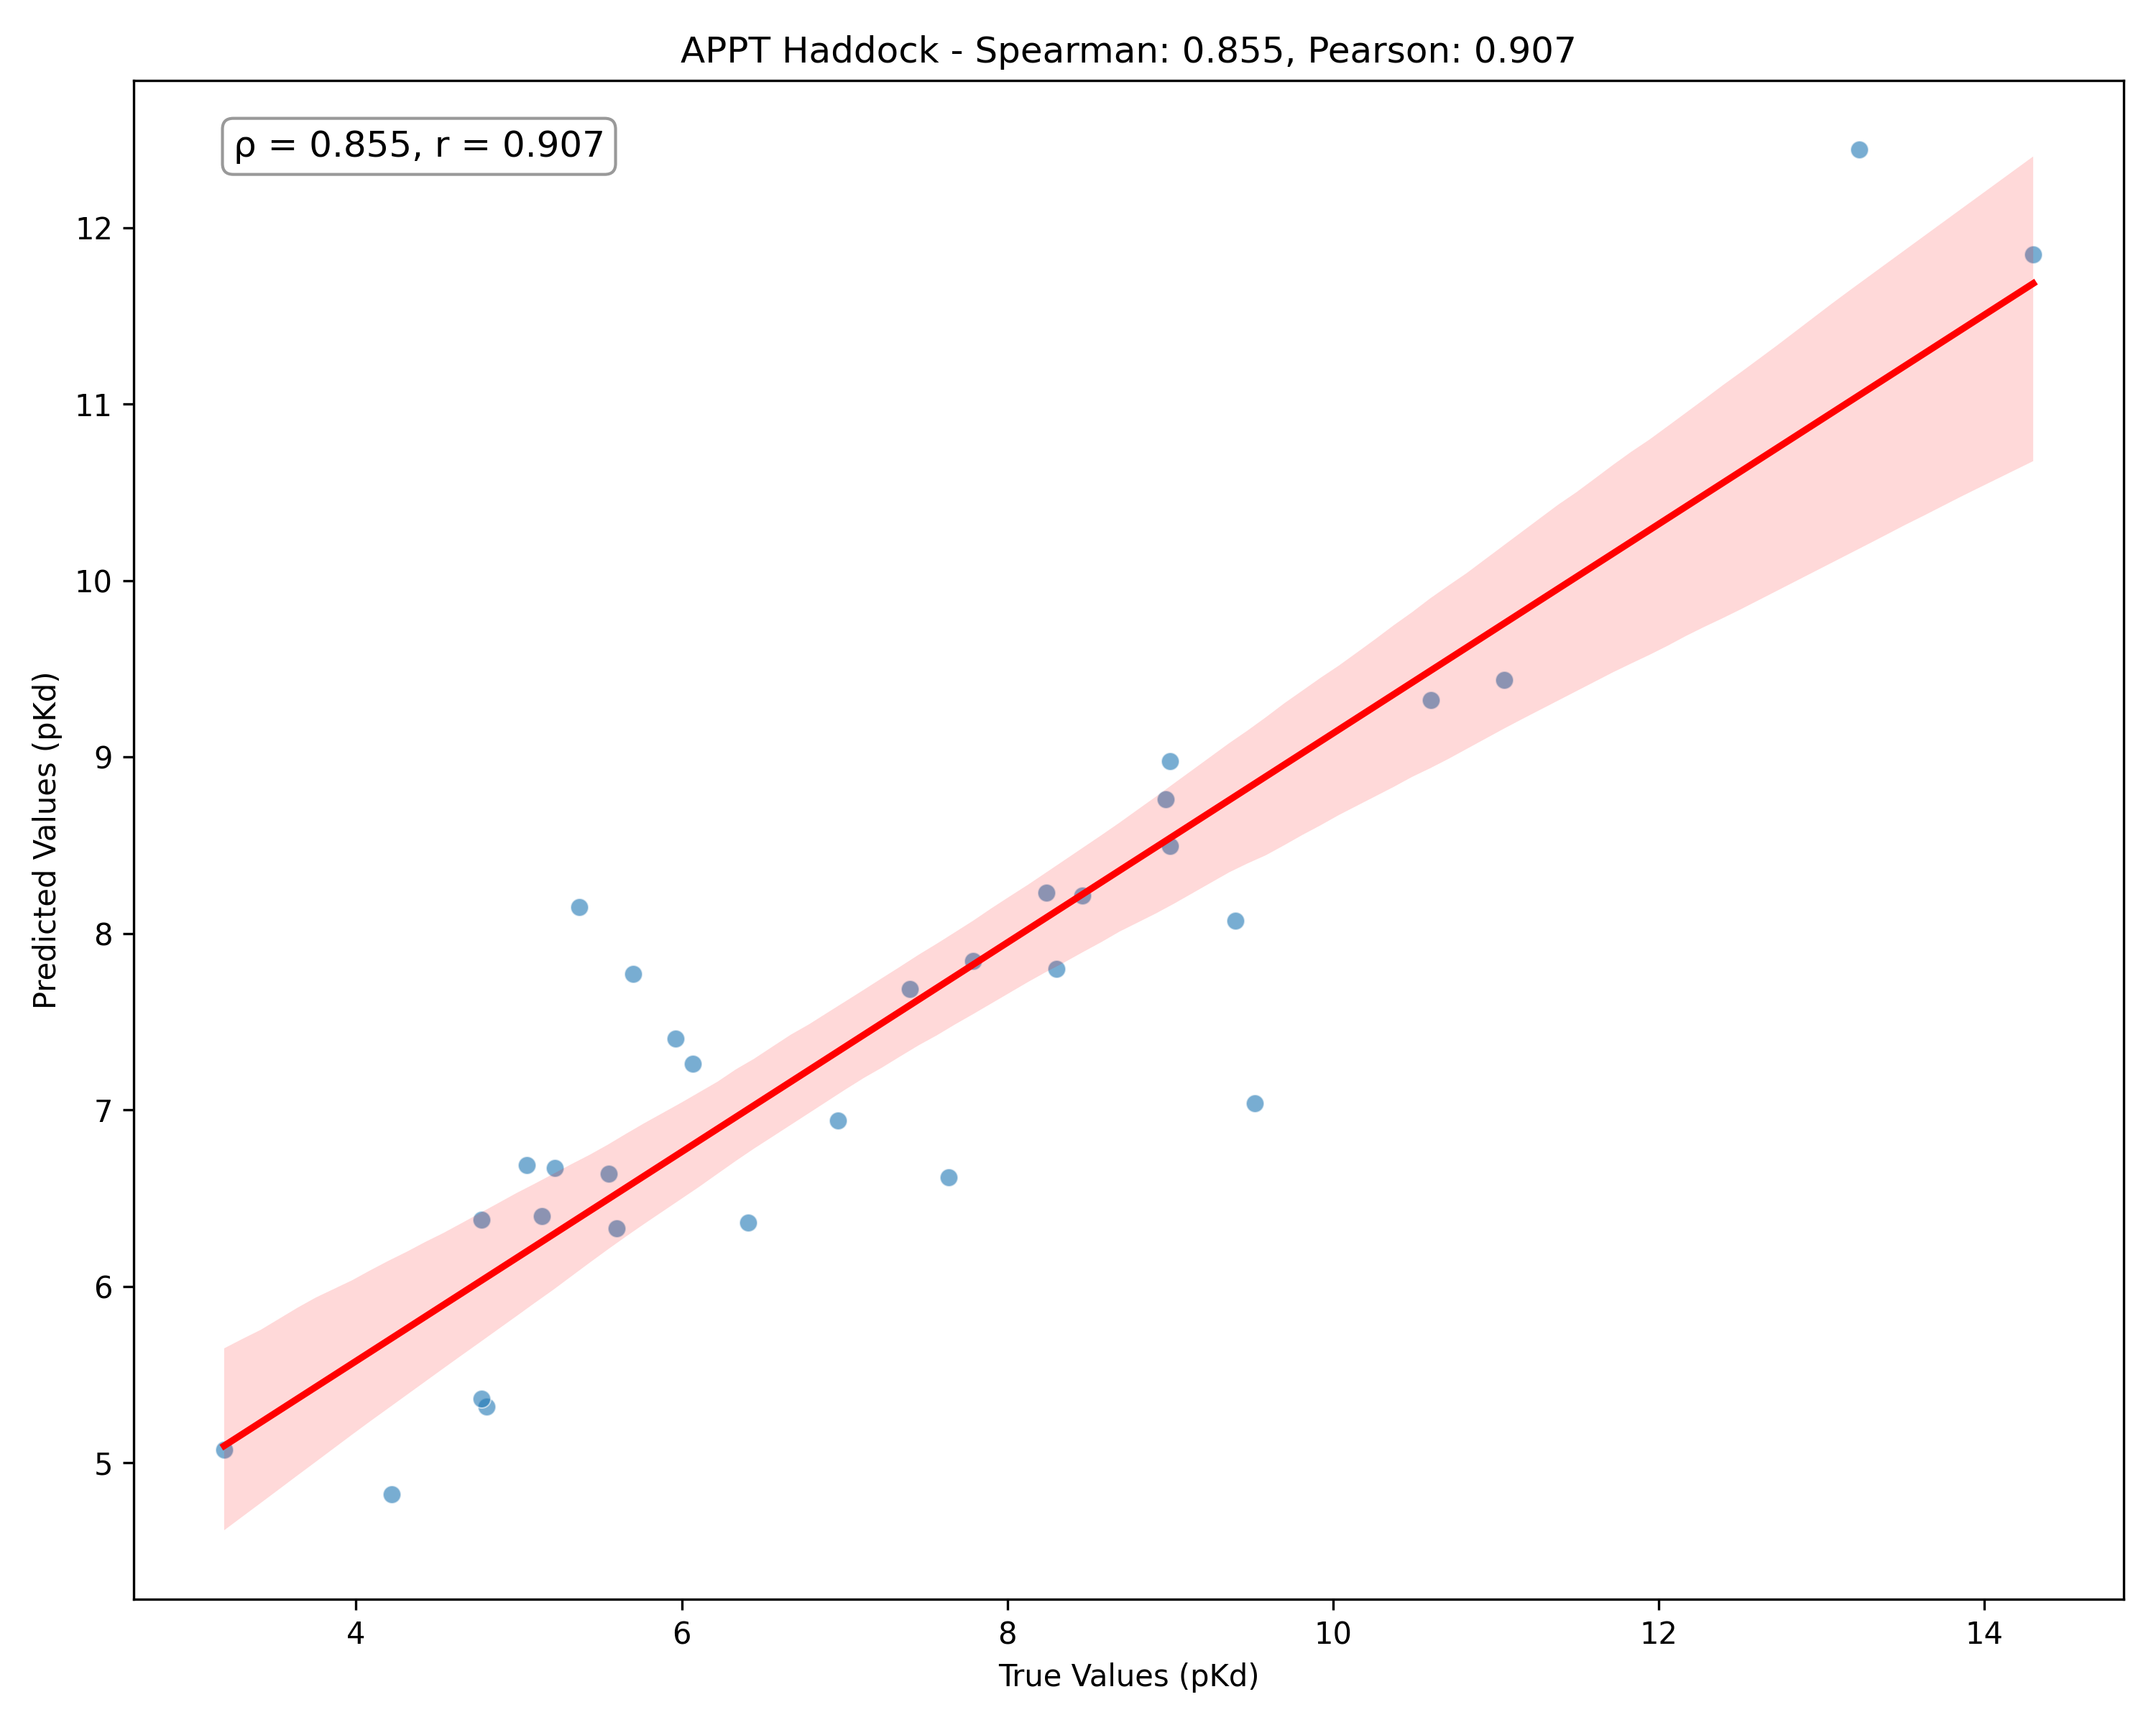 APPT Haddock - Spearman: 0.855, Pearson: 0.907
ρ = 0.855, r = 0.907
12
11
10
9
8
7
6
5
Predicted Values (pKd)
4 6 8 10 12 14
True Values (pKd)